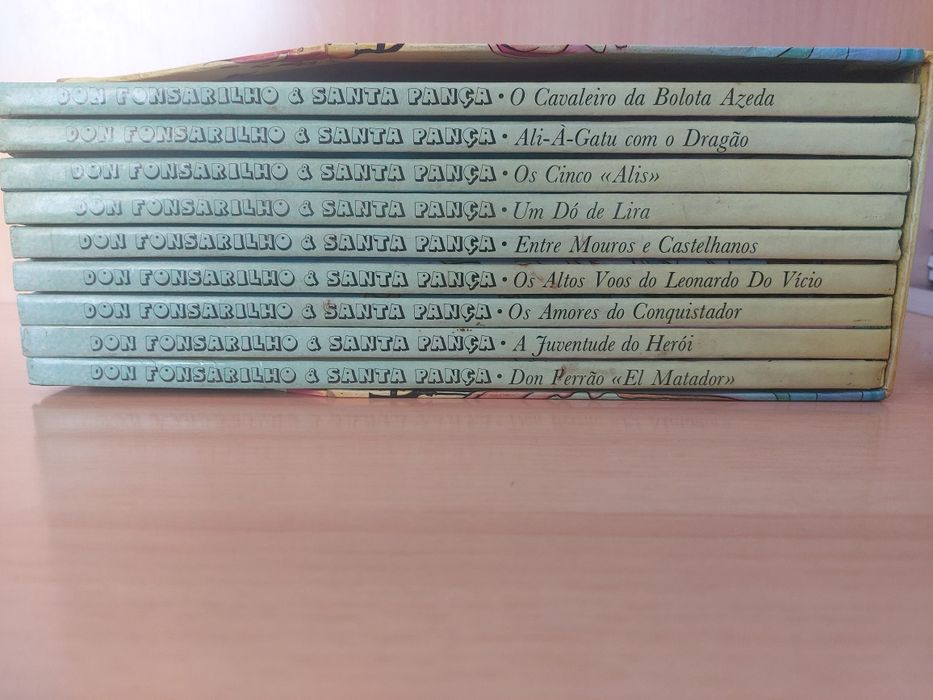 DON FONSARILHO & SANTA PANÇA • O Cavaleiro da Bolota Azeda
DON FONSARILHO & SANTA PANÇA • Ali-À-Gatu com o Dragão
DON FONSARILHO & SANTA PANÇA • Os Cinco «Alis»
DON FONSARILHO & SANTA PANÇA • Um Dó de Lira
DON FONSARILHO & SANTA PANÇA • Entre Mouros e Castelhanos
DON FONSARILHO & SANTA PANÇA • Os Altos Voos do Leonardo Do Vício
DON FONSARILHO & SANTA PANÇA • Os Amores do Conquistador
DON FONSARILHO & SANTA PANÇA • A Juventude do Herói
DON FONSARILHO & SANTA PANÇA • Don Ferrão «El Matador»